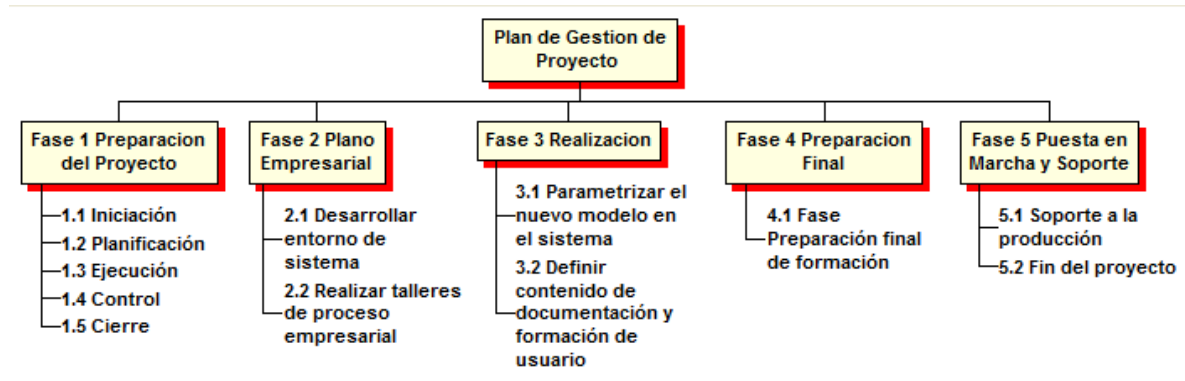 Plan de Gestion de
Proyecto
Fase 1 Preparacion
del Proyecto
1.1 Iniciación
1.2 Planificación
1.3 Ejecución
1.4 Control
1.5 Cierre
Fase 2 Plano
Empresarial
2.1 Desarrollar
entorno de
sistema
2.2 Realizar talleres
de proceso
empresarial
Fase 3 Realizacion
3.1 Parametrizar el
nuevo modelo en
el sistema
3.2 Definir
contenido de
documentación y
formación de
usuario
Fase 4 Preparacion
Final
4.1 Fase
Preparación final
de formación
Fase 5 Puesta en
Marcha y Soporte
5.1 Soporte a la
producción
5.2 Fin del proyecto